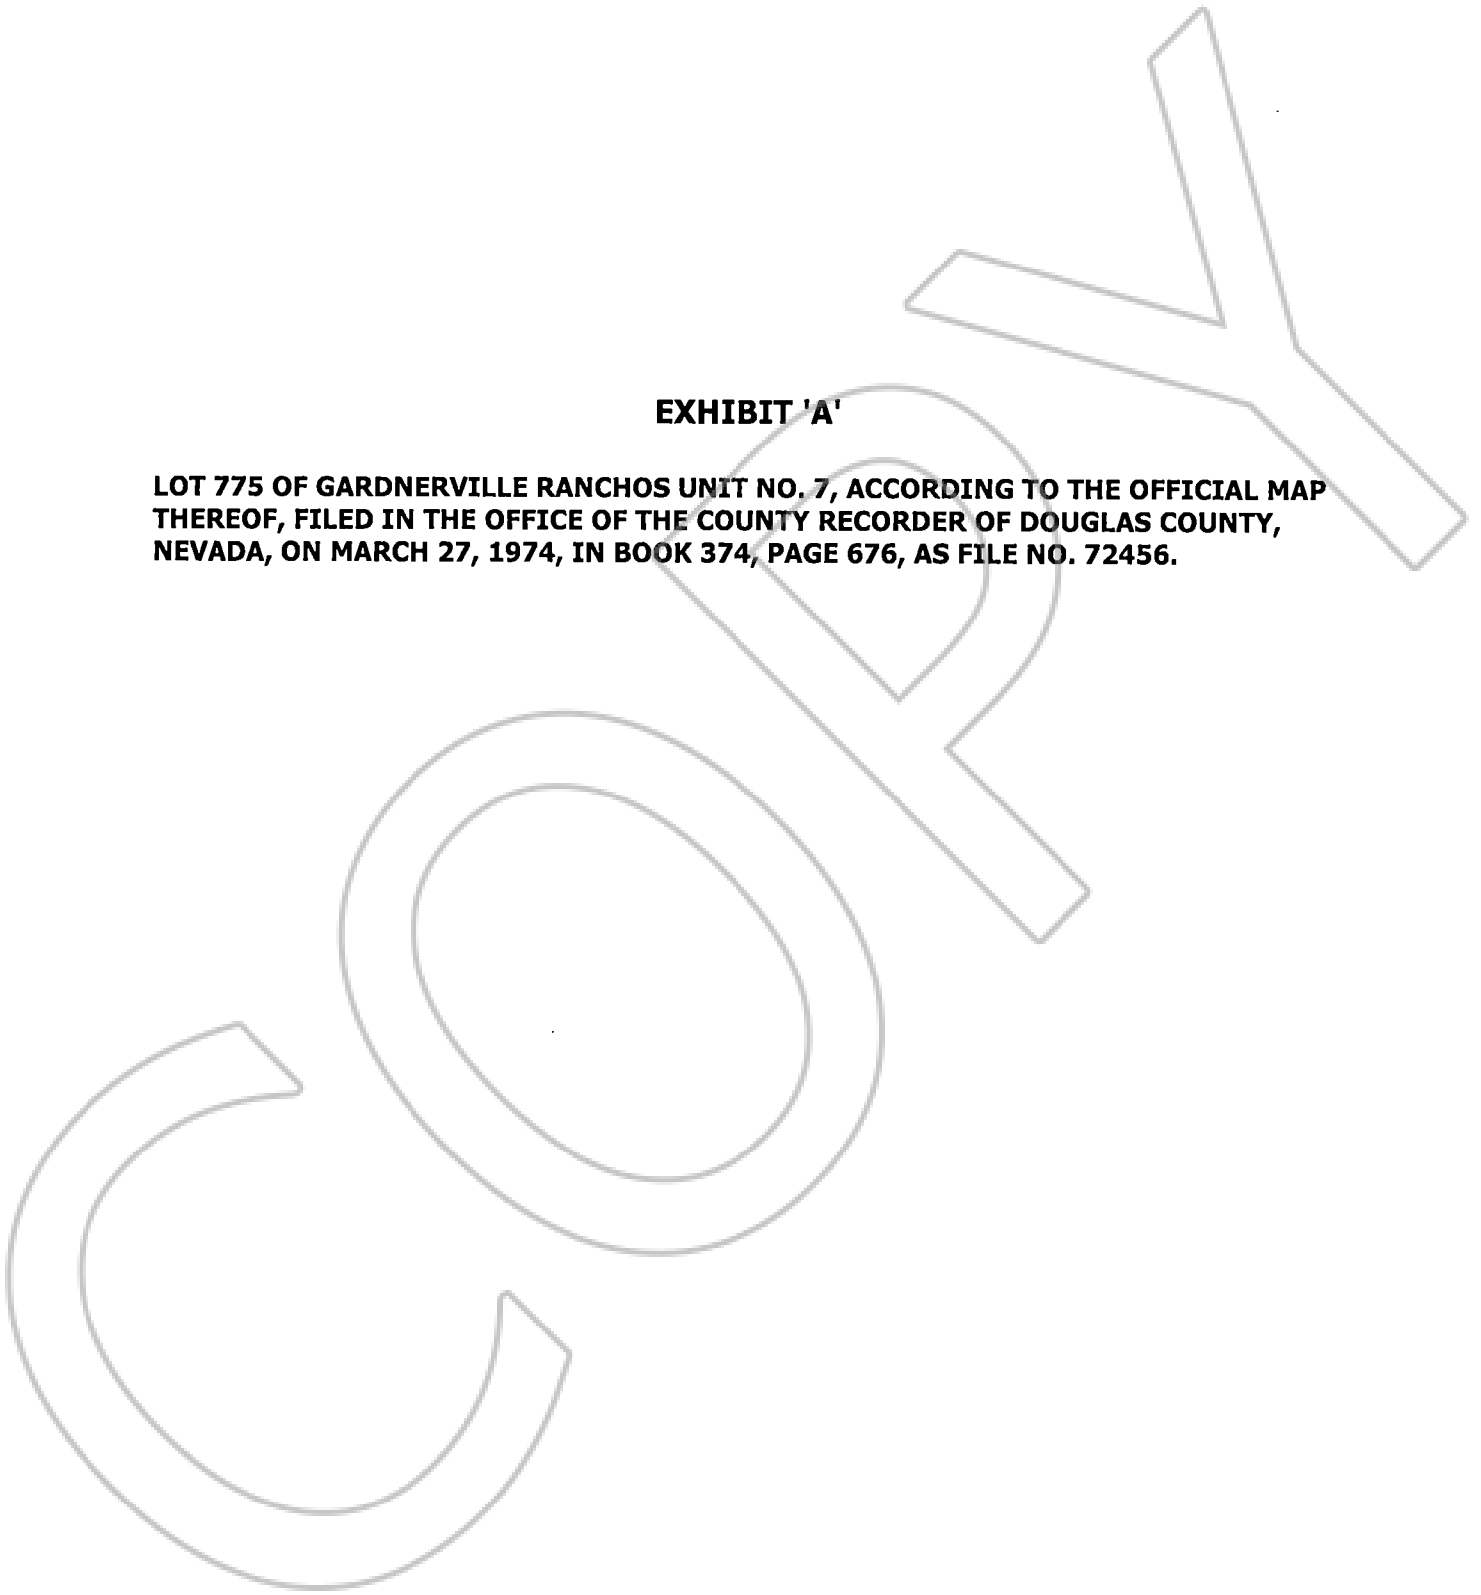 EXHIBIT 'A'
LOT 775 OF GARDNERVILLE RANCHOS UNIT NO. 7, ACCORDING TO THE OFFICIAL MAP
THEREOF, FILED IN THE OFFICE OF THE COUNTY RECORDER OF DOUGLAS COUNTY,
NEVADA, ON MARCH 27, 1974, IN BOOK 374, PAGE 676, AS FILE NO. 72456.
COPY